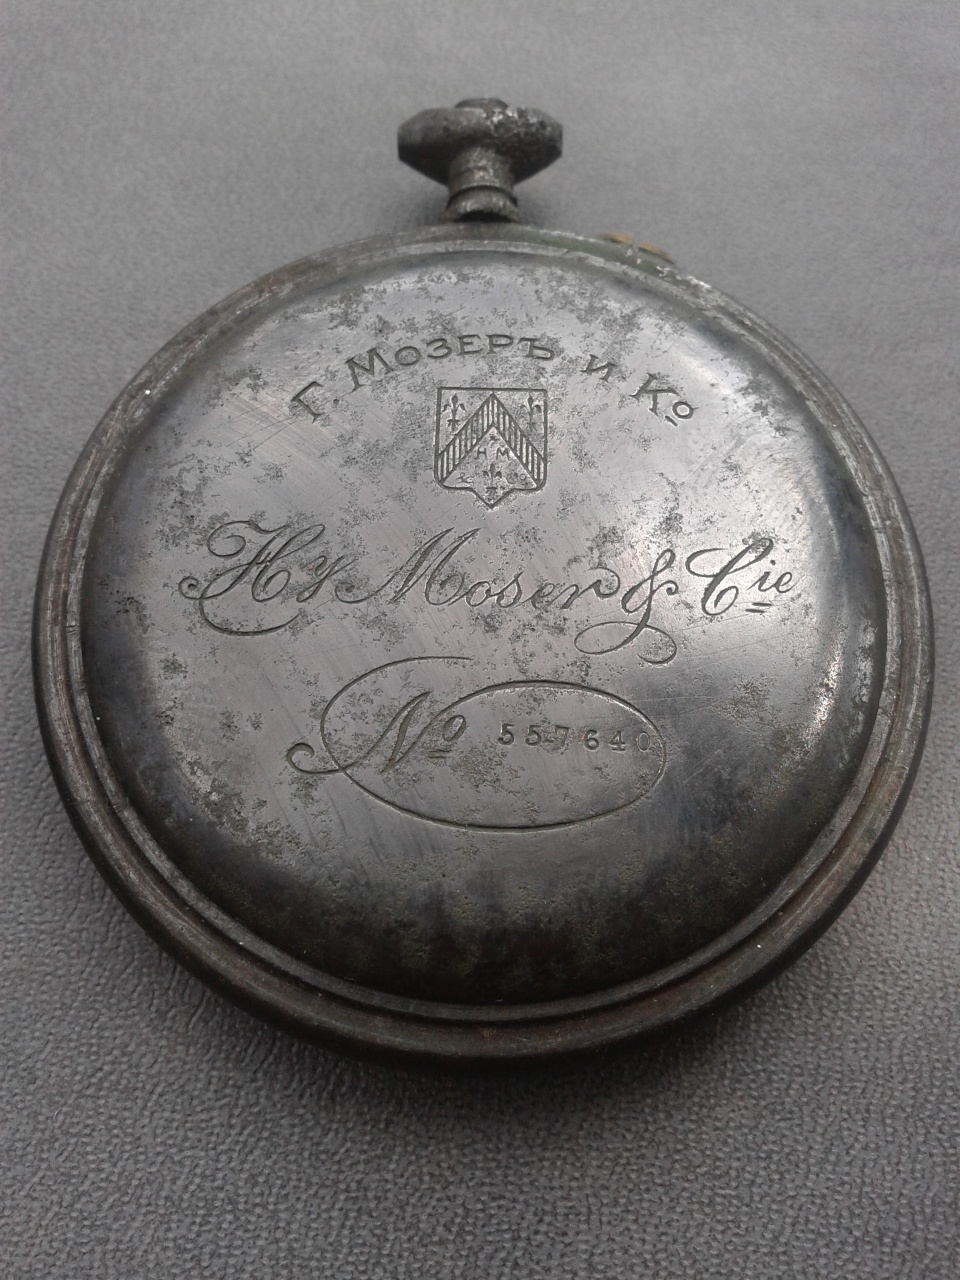 Г. Мозеръ и Ко
H M
& C
Hy Moser & Cie
No 557640